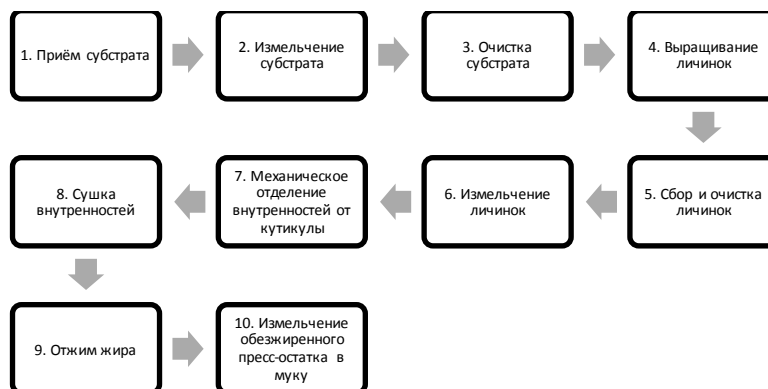 1. Приём субстрата
2. Измельчение
субстрата
3. Очистка
субстрата
4. Выращивание
личинок
5. Сбор и очистка
личинок
6. Измельчение
личинок
7. Механическое
отделение
внутренностей от
кутикулы
8. Сушка
внутренностей
9. Отжим жира
10. Измельчение
обезжиренного
пресс-остатка в
муку